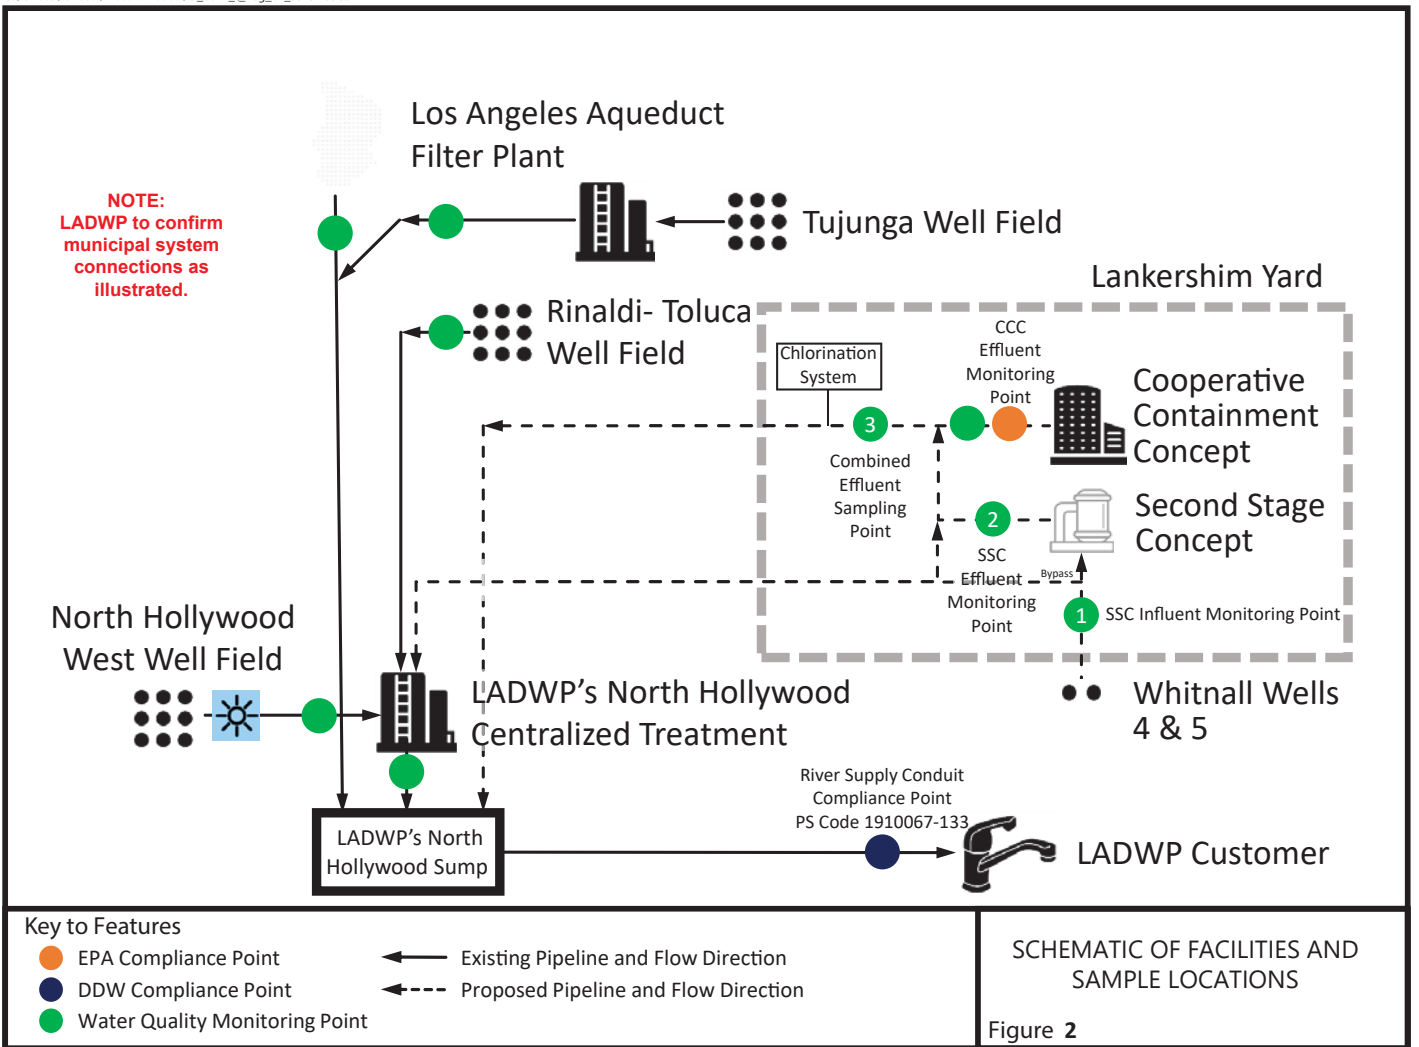 Los Angeles Aqueduct
Filter Plant
NOTE:
LADWP to confirm
municipal system
connections as
illustrated.
Tujunga Well Field
Lankershim Yard
Rinaldi- Toluca
Well Field
Chlorination
System
CCC
Effluent
Monitoring
Point
Cooperative
Containment
Concept
3
Combined
Effluent
Sampling
Point
2
SSC
Effluent
Monitoring
Point
Second Stage
Concept
Bypass
1
SSC Influent Monitoring Point
North Hollywood
West Well Field
LADWP's North Hollywood
Centralized Treatment
Whitnall Wells
4 & 5
River Supply Conduit
Compliance Point
PS Code 1910067-133
LADWP's North
Hollywood Sump
LADWP Customer
Key to Features
EPA Compliance Point
DDW Compliance Point
Water Quality Monitoring Point
Existing Pipeline and Flow Direction
Proposed Pipeline and Flow Direction
SCHEMATIC OF FACILITIES AND
SAMPLE LOCATIONS
Figure 2